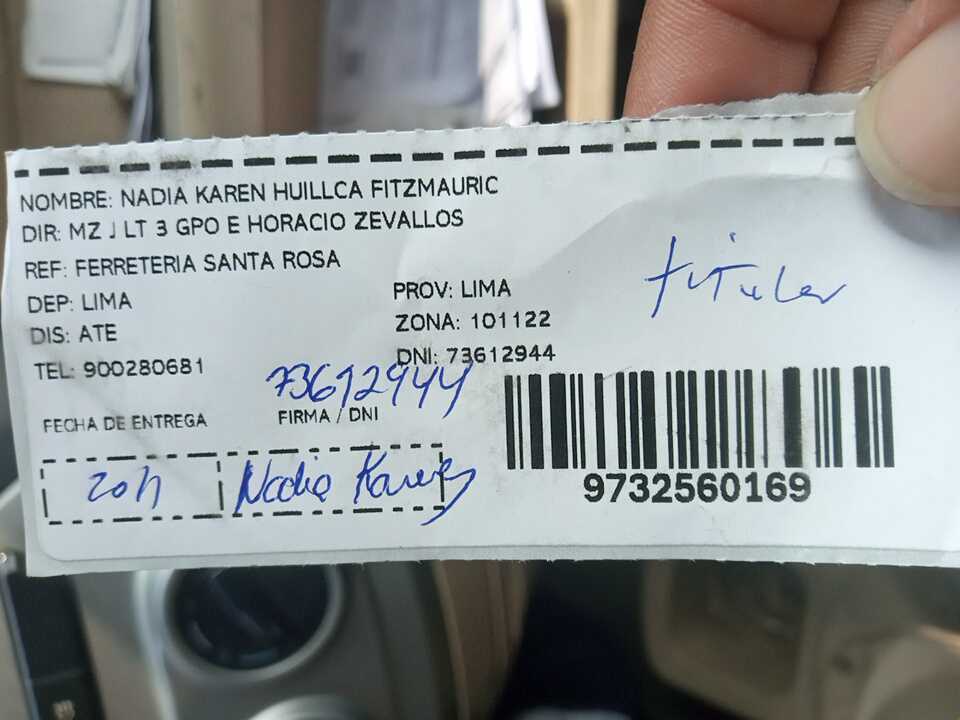 NOMBRE: NADIA KAREN HUILLCA FITZMAURIC
DIR: MZ J LT 3 GPO E HORACIO ZEVALLOS
REF: FERRETERIA SANTA ROSA
DEP: LIMA
PROV: LIMA
DIS: ATE
ZONA: 101122
TEL: 900280681
DNI: 73612944
titular
73612944
FECHA DE ENTREGA
FIRMA / DNI
Nadia Karen
9732560169